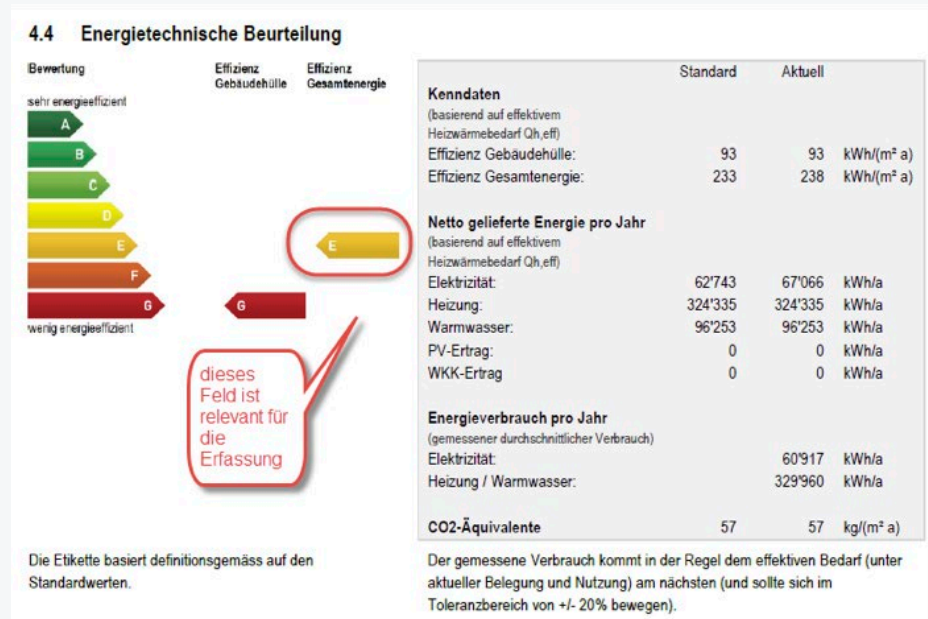 4.4 Energietechnische Beurteilung
Bewertung
Effizienz Gebäudehülle
Effizienz Gesamtenergie
sehr energieeffizient
A
B
C
D
E
E
F
G
G
wenig energieeffizient
dieses
Feld ist
relevant für
die
Erfassung
Die Etikette basiert definitionsgemäss auf den
Standardwerten.
Standard Aktuell
Kenndaten
(basierend auf effektivem
Heizwärmebedarf Qh,eff)
Effizienz Gebäudehülle: 93 93 kWh/(m² a)
Effizienz Gesamtenergie: 233 238 kWh/(m² a)
Netto gelieferte Energie pro Jahr
(basierend auf effektivem
Heizwärmebedarf Qh,eff)
Elektrizität: 62'743 67'066 kWh/a
Heizung: 324'335 324'335 kWh/a
Warmwasser: 96'253 96'253 kWh/a
PV-Ertrag: 0 0 kWh/a
WKK-Ertrag 0 0 kWh/a
Energieverbrauch pro Jahr
(gemessener durchschnittlicher Verbrauch)
Elektrizität: 60'917 kWh/a
Heizung / Warmwasser: 329'960 kWh/a
CO2-Äquivalente 57 57 kg/(m² a)
Der gemessene Verbrauch kommt in der Regel dem effektiven Bedarf (unter
aktueller Belegung und Nutzung) am nächsten (und sollte sich im
Toleranzbereich von +/- 20% bewegen).